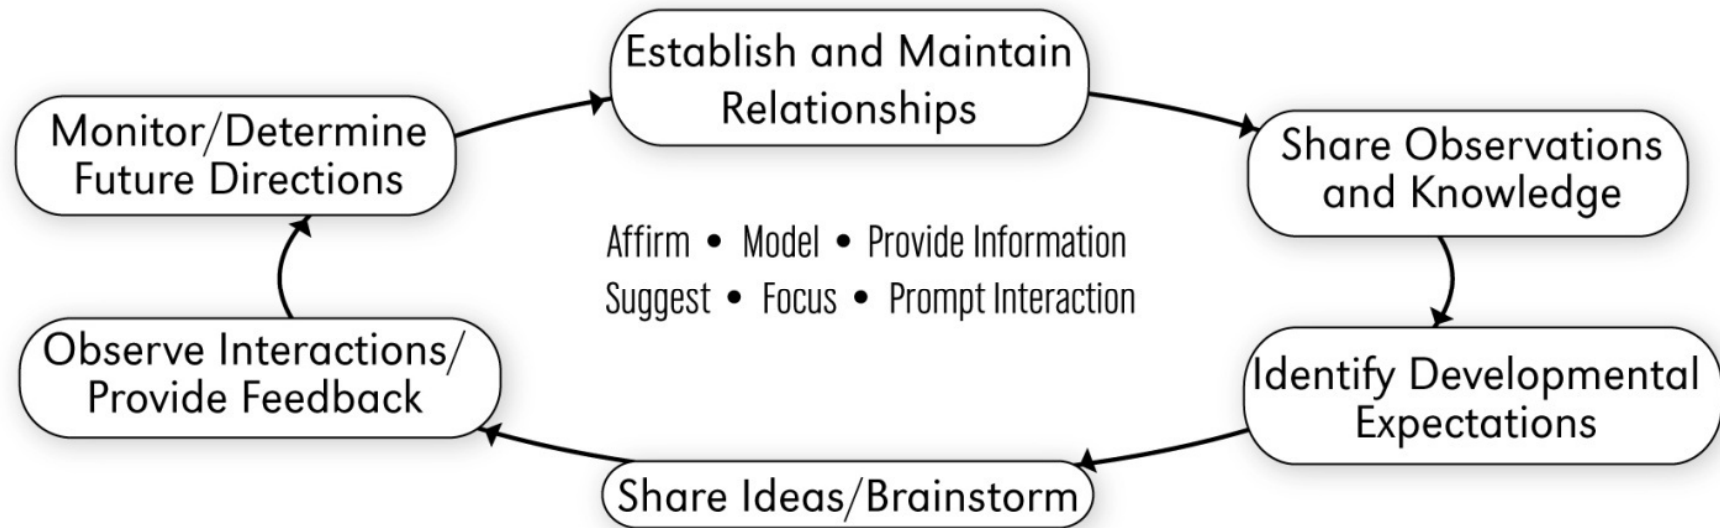 Establish and Maintain
Relationships
Share Observations
and Knowledge
Identify Developmental
Expectations
Share Ideas/Brainstorm
Observe Interactions/
Provide Feedback
Monitor/Determine
Future Directions
Affirm • Model • Provide Information
Suggest • Focus • Prompt Interaction